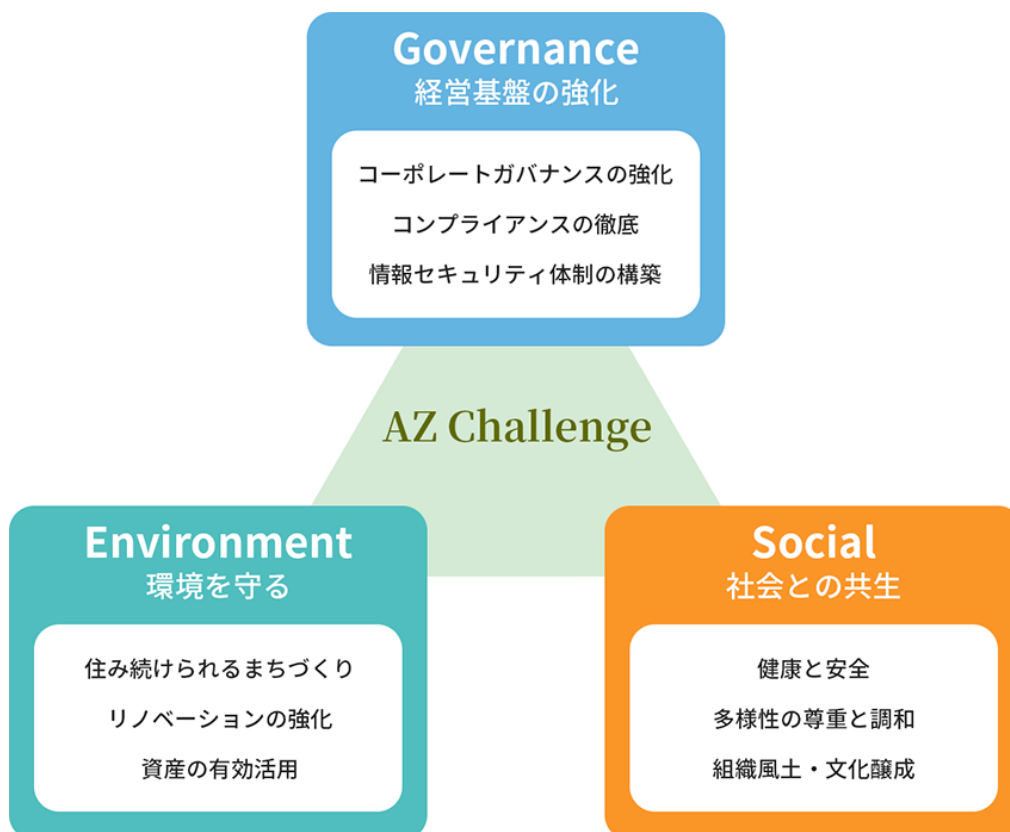 Governance
経営基盤の強化
コーポレートガバナンスの強化
コンプライアンスの徹底
情報セキュリティ体制の構築
AZ Challenge
Environment
環境を守る
住み続けられるまちづくり
リノベーションの強化
資産の有効活用
Social
社会との共生
健康と安全
多様性の尊重と調和
組織風土・文化醸成